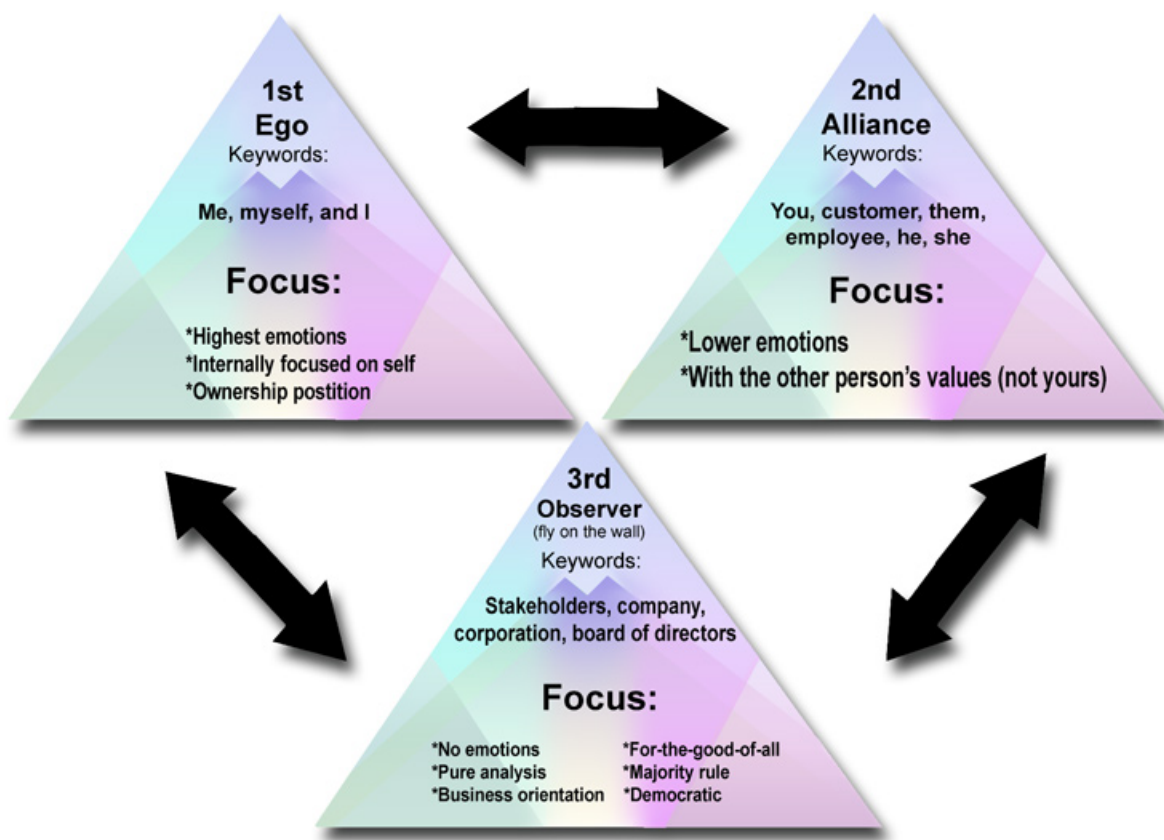 1st
Ego
Keywords:
Me, myself, and I
Focus:
*Highest emotions
*Internally focused on self
*Ownership postition
2nd
Alliance
Keywords:
You, customer, them,
employee, he, she
Focus:
*Lower emotions
*With the other person's values (not yours)
3rd
Observer
(fly on the wall)
Keywords:
Stakeholders, company,
corporation, board of directors
Focus:
*No emotions
*Pure analysis
*Business orientation
*For-the-good-of-all
*Majority rule
*Democratic